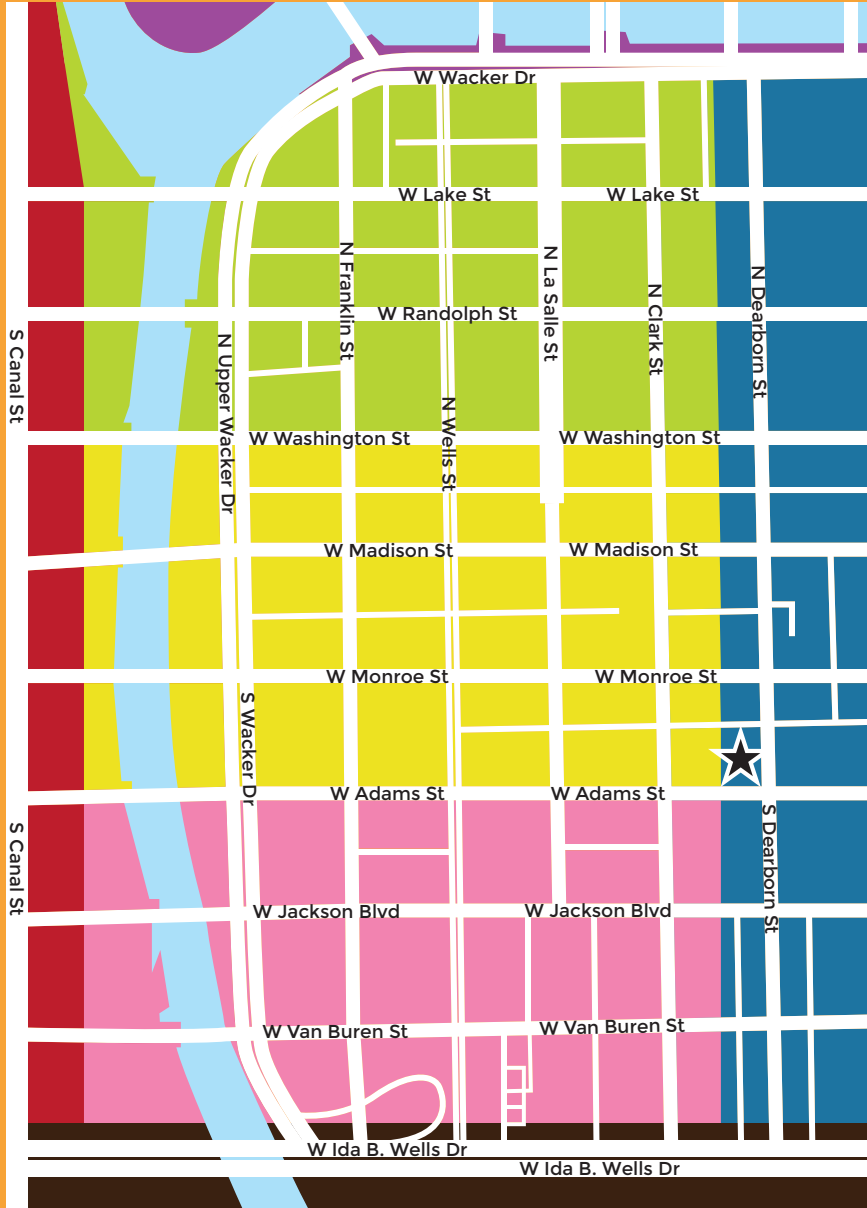 W Wacker Dr
W Lake St
W Lake St
N Franklin St
N La Salle St
N Clark St
N Dearborn St
W Randolph St
S Canal St
N Upper Wacker Dr
N Wells St
W Washington St
W Washington St
W Madison St
W Madison St
W Monroe St
W Monroe St
S Wacker Dr
W Adams St
W Adams St
S Canal St
S Dearborn St
W Jackson Blvd
W Jackson Blvd
W Van Buren St
W Van Buren St
W Ida B. Wells Dr
W Ida B. Wells Dr